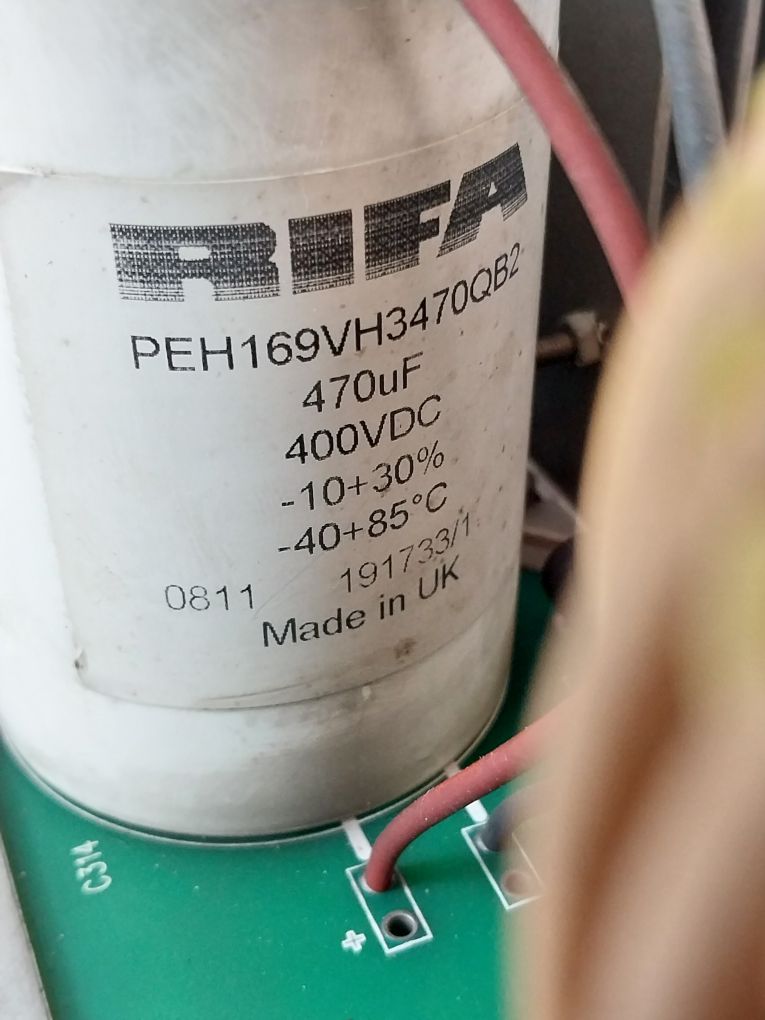 RIFA
PEH169VH3470QB2
470uF
400VDC
-10+30%
-40+85°C
0811 191733/1
Made in UK
C314
+